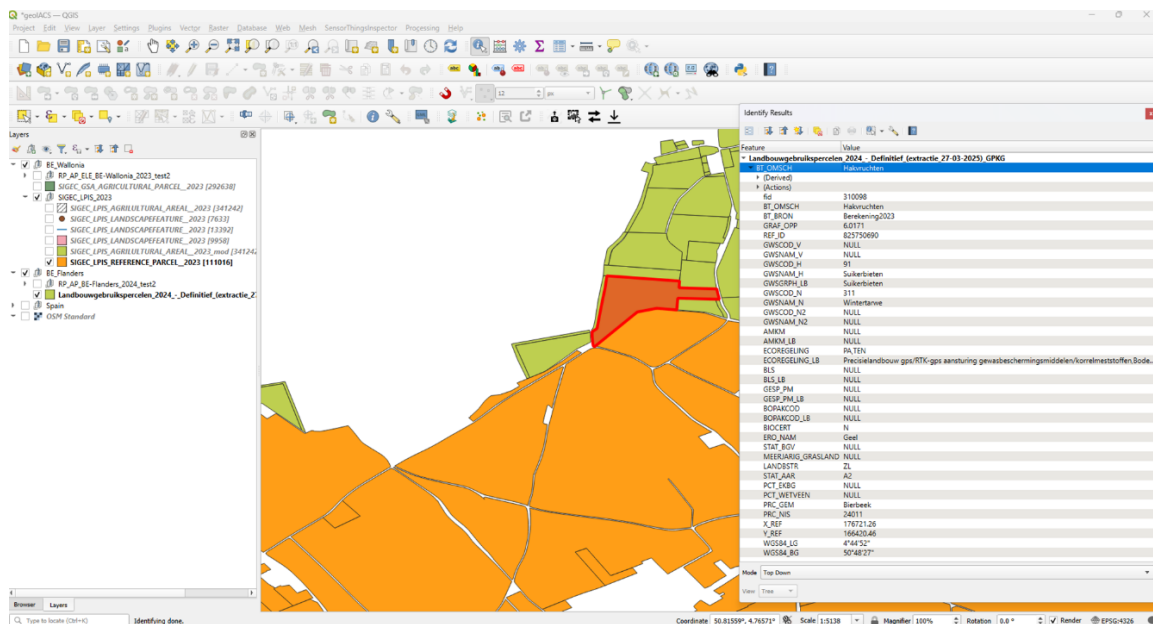 *geoIACS — QGIS
Project Edit View Layer Settings Plugins Vector Raster Database Web Mesh SensorThingsInspector Processing Help
12 px
Layers
BE_Wallonia
RP_AP_ELE_BE-Wallonia_2023_test2
SIGEC_GSA_AGRICULTURAL_PARCEL_2023 [292638]
SIGEC_LPIS_2023
SIGEC_LPIS_AGRILULTURAL_AREAL_2023 [341242]
SIGEC_LPIS_LANDSCAPEFEATURE_2023 [7633]
SIGEC_LPIS_LANDSCAPEFEATURE_2023 [13392]
SIGEC_LPIS_LANDSCAPEFEATURE_2023 [9958]
SIGEC_LPIS_AGRILULTURAL_AREAL_2023_mod [341242
SIGEC_LPIS_REFERENCE_PARCEL_2023 [111016]
BE_Flanders
RP_AP_BE-Flanders_2024_test2
Landbouwgebruikspercelen_2024_-_Definitief_(extractie_27
Spain
OSM Standard
Browser Layers
Identify Results
Feature Value
Landbouwgebruikspercelen_2024_-_Definitief_(extractie_27-03-2025)_GPKG
BT_OMSCH Hakvruchten
(Derived)
(Actions)
fid 310098
BT_OMSCH Hakvruchten
BT_BRON Berekening2023
GRAF_OPP 6.0171
REF_ID 825750690
GWSCOD_V NULL
GWSNAM_V NULL
GWSCOD_H 91
GWSNAM_H Suikerbieten
GWSGRPH_LB Suikerbieten
GWSCOD_N 311
GWSNAM_N Wintertarwe
GWSCOD_N2 NULL
GWSNAM_N2 NULL
AMKM NULL
AMKM_LB NULL
ECOREGELING PA,TEN
ECOREGELING_LB Precisielandbouw gps/RTK-gps aansturing gewasbeschermingsmiddelen/korrelmeststoffen,Bode...
BLS NULL
BLS_LB NULL
GESP_PM NULL
GESP_PM_LB NULL
BOPAKCOD NULL
BOPAKCOD_LB NULL
BIOCERT N
ERO_NAM Geel
STAT_BGV NULL
MEERJARIG_GRASLAND NULL
LANDBSTR ZL
STAT_AAR A2
PCT_EKBG NULL
PCT_WETVEEN NULL
PRC_GEM Bierbeek
PRC_NIS 24011
X_REF 176721.26
Y_REF 166420.46
WGS84_LG 4°44'52"
WGS84_BG 50°48'27"
Mode Top Down
View Tree
Type to locate (Ctrl+K) Identifying done. Coordinate 50.81559°, 4.76571° Scale 1:5138 Magnifier 100% Rotation 0.0 ° Render EPSG:4326